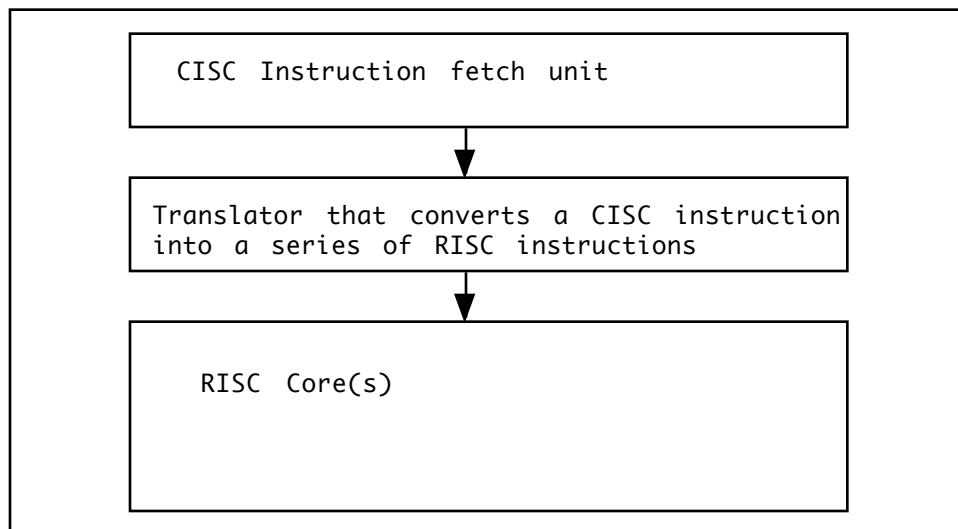 CISC Instruction fetch unit
Translator that converts a CISC instruction
into a series of RISC instructions
RISC Core(s)